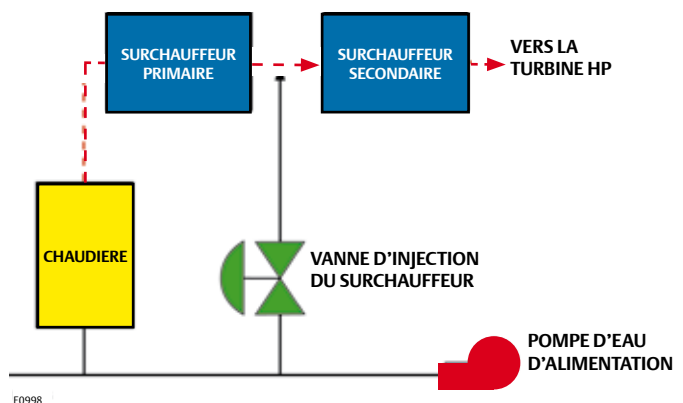 SURCHAUFFEUR
PRIMAIRE
SURCHAUFFEUR
SECONDAIRE
VERS LA
TURBINE HP
CHAUDIERE
VANNE D'INJECTION
DU SURCHAUFFEUR
POMPE D'EAU
D'ALIMENTATION
E0998